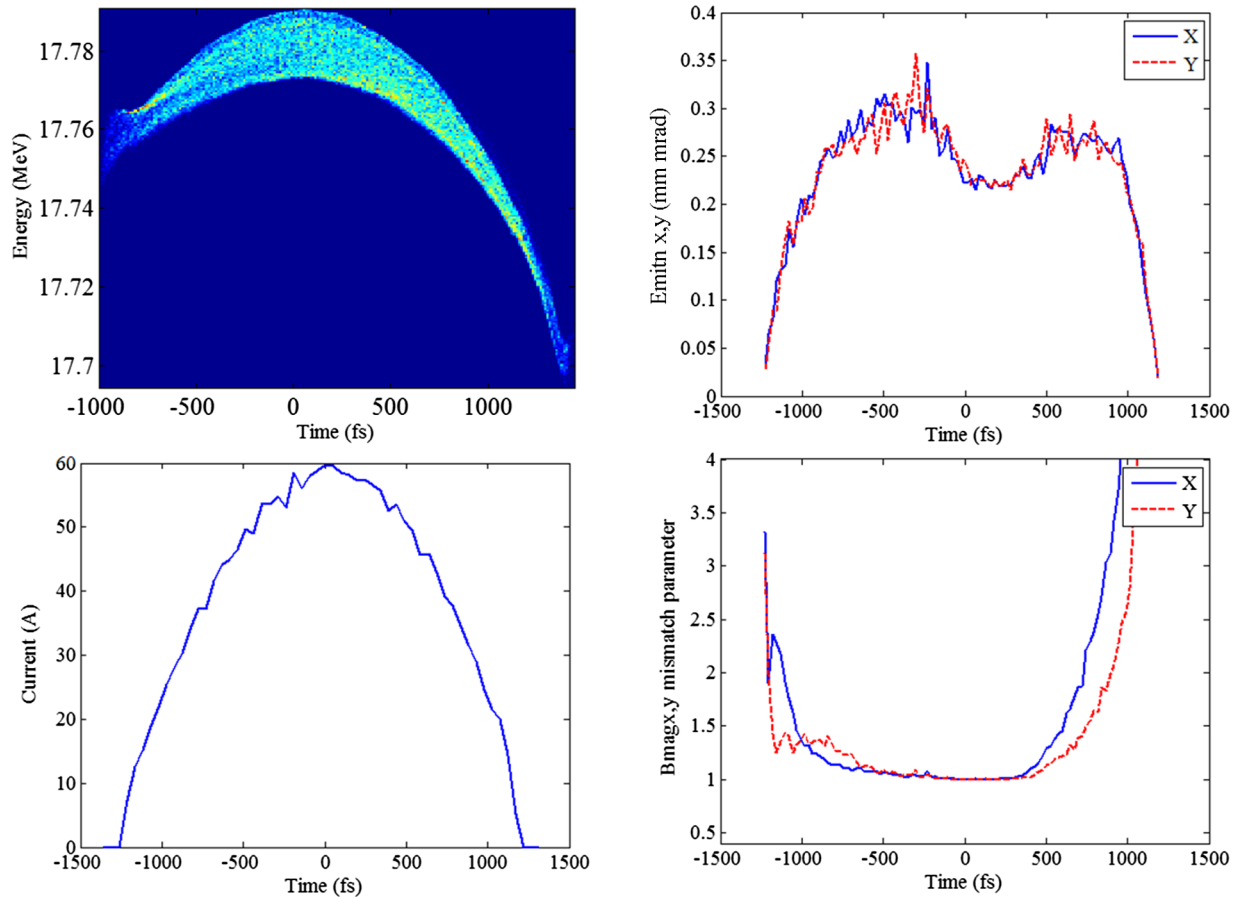 17.78
17.76
17.74
17.72
17.7
Energy (MeV)
-1000 -500 0 500 1000
Time (fs)
0.4
0.35
0.3
0.25
0.2
0.15
0.1
0.05
0
Emitn x,y (mm mrad)
X
Y
-1500 -1000 -500 0 500 1000 1500
Time (fs)
60
50
40
30
20
10
0
Current (A)
-1500 -1000 -500 0 500 1000 1500
Time (fs)
4
3.5
3
2.5
2
1.5
1
0.5
Bmagx,y mismatch parameter
X
Y
-1500 -1000 -500 0 500 1000 1500
Time (fs)